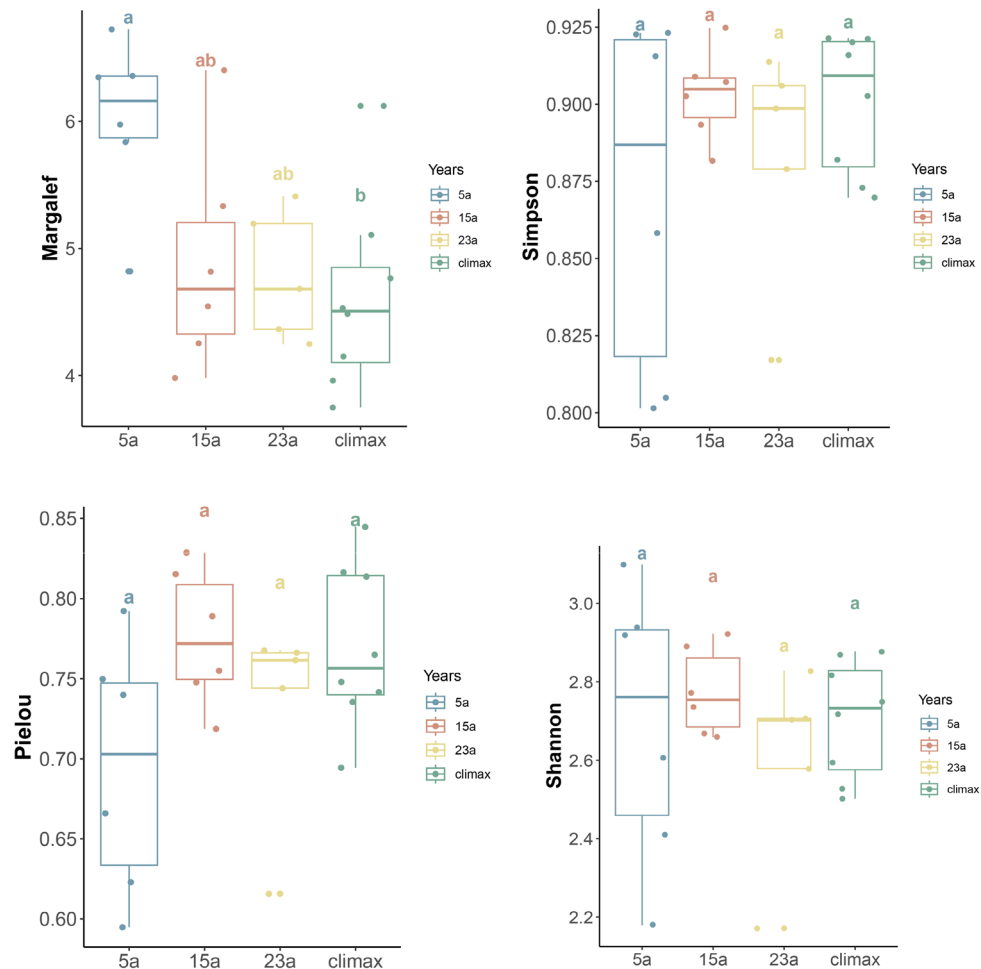 Margalef
6
5
4
a
ab
ab
b
5a
15a
23a
climax
Years
5a
15a
23a
climax
Simpson
0.925
0.900
0.875
0.850
0.825
0.800
a
a
a
a
5a
15a
23a
climax
Years
5a
15a
23a
climax
Pielou
0.85
0.80
0.75
0.70
0.65
0.60
a
a
a
a
5a
15a
23a
climax
Years
5a
15a
23a
climax
Shannon
3.0
2.8
2.6
2.4
2.2
a
a
a
a
5a
15a
23a
climax
Years
5a
15a
23a
climax